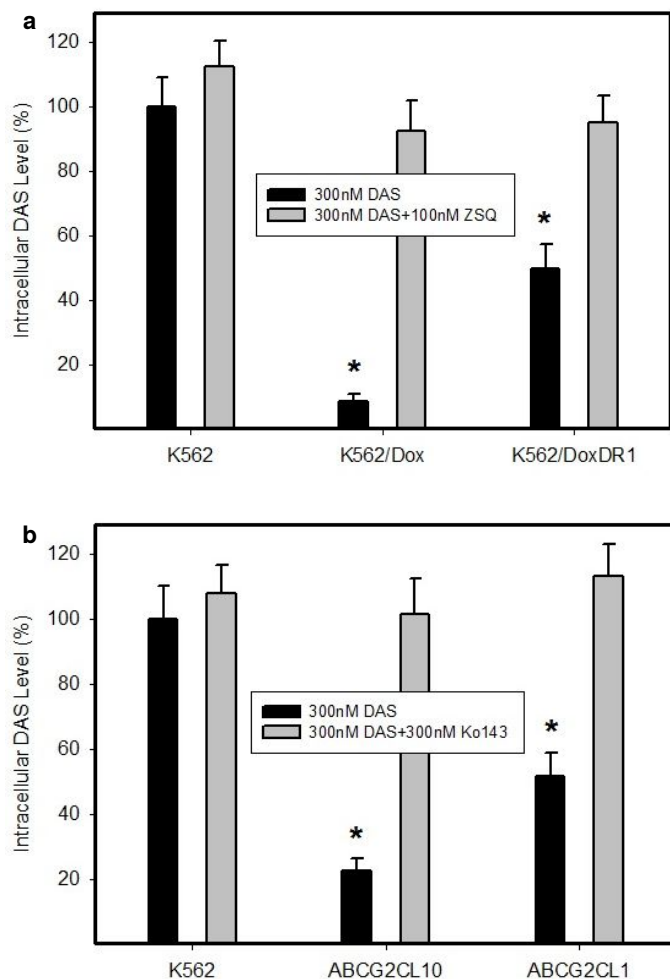 a
Intracellular DAS Level (%)
120
100
80
60
40
20
300nM DAS
300nM DAS+100nM ZSQ
*
*
K562
K562/Dox
K562/DoxDR1
b
Intracellular DAS Level (%)
120
100
80
60
40
20
300nM DAS
300nM DAS+300nM Ko143
*
*
K562
ABCG2CL10
ABCG2CL1